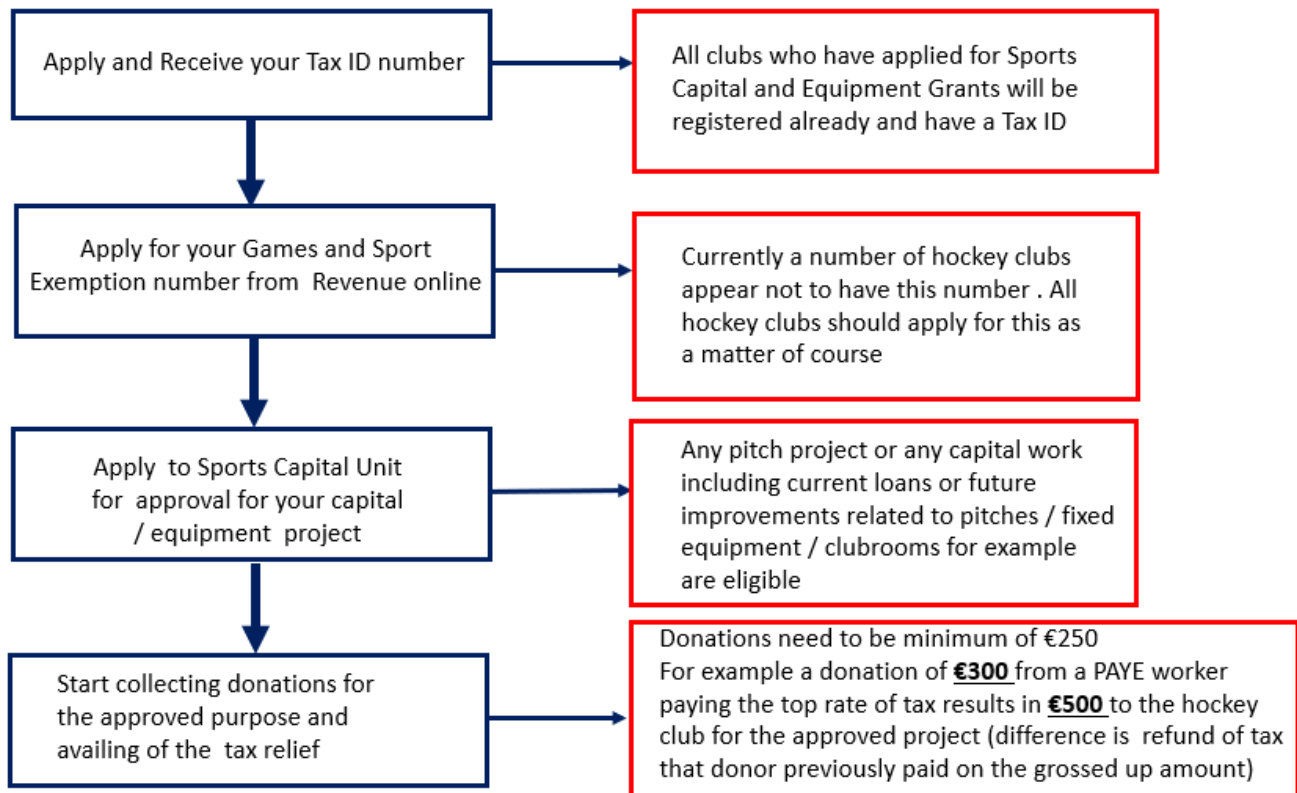 Apply and Receive your Tax ID number
All clubs who have applied for Sports
Capital and Equipment Grants will be
registered already and have a Tax ID
Apply for your Games and Sport
Exemption number from Revenue online
Currently a number of hockey clubs
appear not to have this number . All
hockey clubs should apply for this as
a matter of course
Apply to Sports Capital Unit
for approval for your capital
/ equipment project
Any pitch project or any capital work
including current loans or future
improvements related to pitches / fixed
equipment / clubrooms for example
are eligible
Start collecting donations for
the approved purpose and
availing of the tax relief
Donations need to be minimum of €250
For example a donation of €300 from a PAYE worker
paying the top rate of tax results in €500 to the hockey
club for the approved project (difference is refund of tax
that donor previously paid on the grossed up amount)